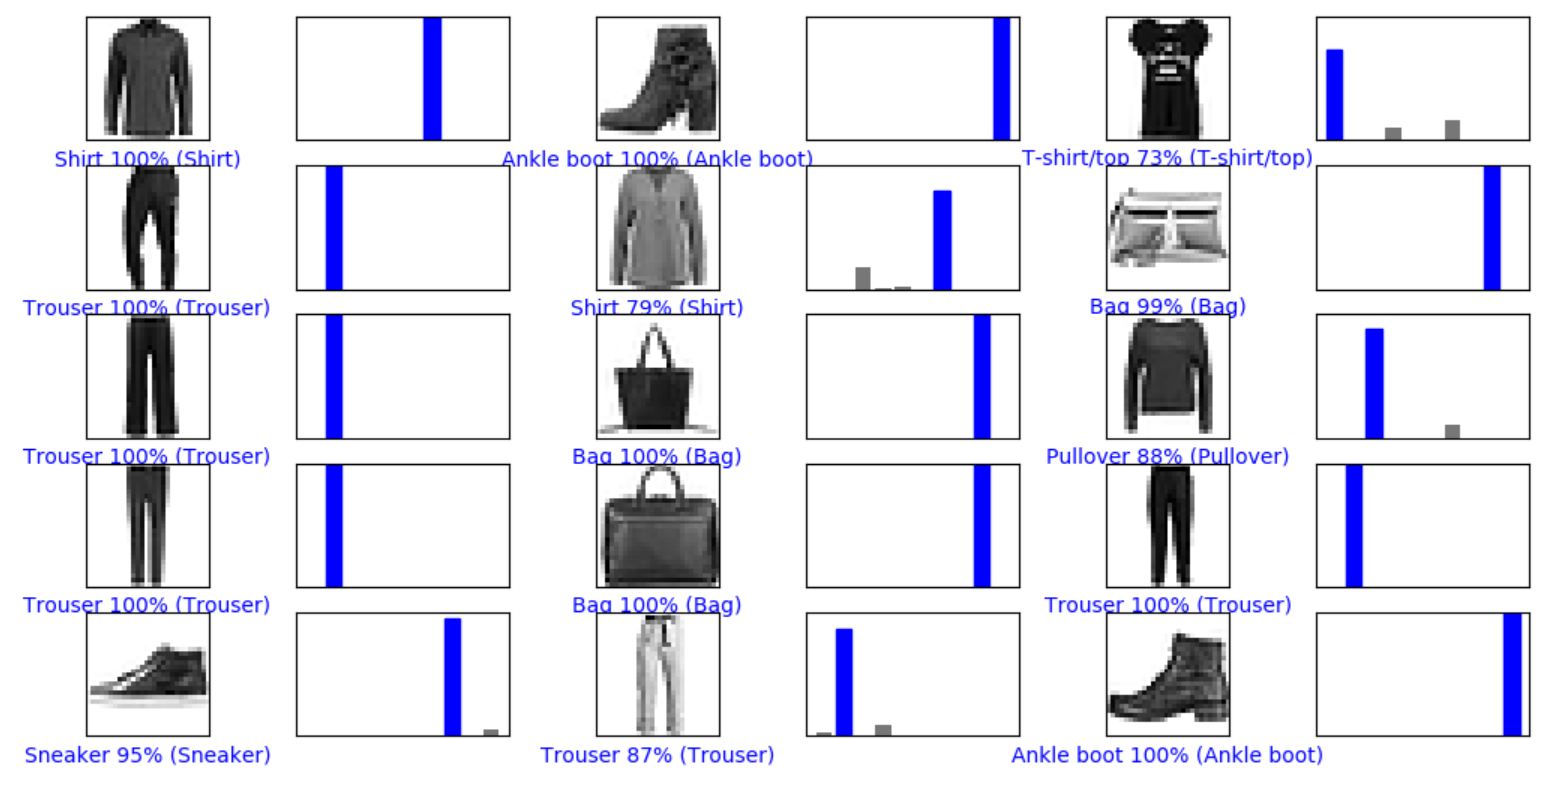 Shirt 100% (Shirt)
Ankle boot 100% (Ankle boot)
T-shirt/top 73% (T-shirt/top)
Trouser 100% (Trouser)
Shirt 79% (Shirt)
Bag 99% (Bag)
Trouser 100% (Trouser)
Bag 100% (Bag)
Pullover 88% (Pullover)
Trouser 100% (Trouser)
Bag 100% (Bag)
Trouser 100% (Trouser)
Sneaker 95% (Sneaker)
Trouser 87% (Trouser)
Ankle boot 100% (Ankle boot)